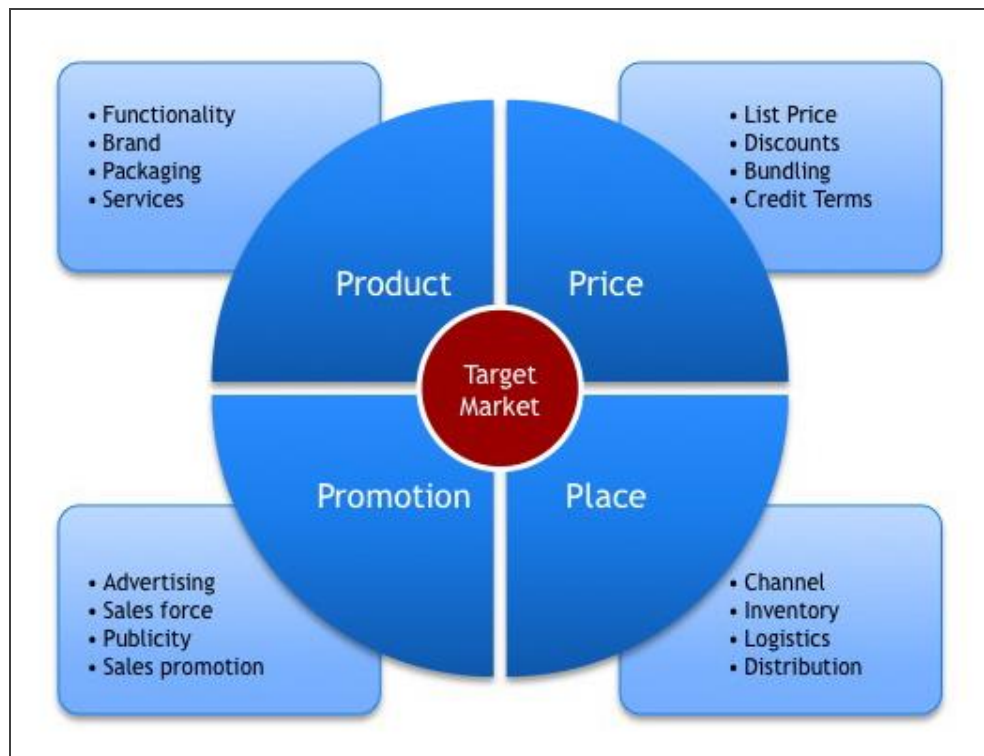 • Functionality
• Brand
• Packaging
• Services
• List Price
• Discounts
• Bundling
• Credit Terms
Product
Price
Target
Market
Promotion
Place
• Advertising
• Sales force
• Publicity
• Sales promotion
• Channel
• Inventory
• Logistics
• Distribution